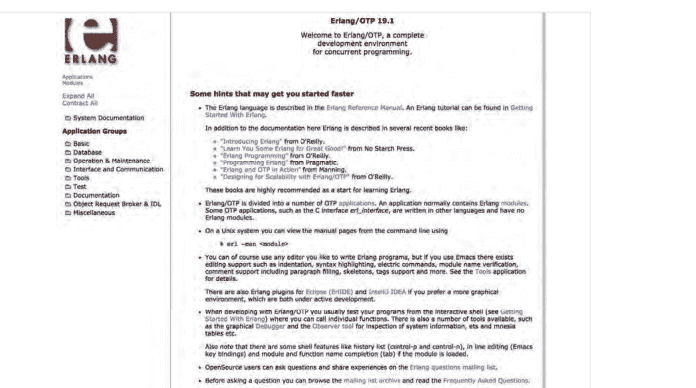 ERLANG
Applications
Modules
Expand All
Contract All
System Documentation
Application Groups
Basic
Database
Operation & Maintenance
Interface and Communication
Tools
Test
Documentation
Object Request Broker & IDL
Miscellaneous
Erlang/OTP 19.1
Welcome to Erlang/OTP, a complete
development environment
for concurrent programming.
Some hints that may get you started faster
• The Erlang language is described in the Erlang Reference Manual. An Erlang tutorial can be found in Getting
Started With Erlang.
In addition to the documentation here Erlang is described in several recent books like:
"Introducing Erlang" from O'Reilly.
"Learn You Some Erlang for Great Good!" from No Starch Press.
"Erlang Programming" from O'Reilly.
"Programming Erlang" from Pragmatic.
"Erlang and OTP in Action" from Manning.
"Designing for Scalability with Erlang/OTP" from O'Reilly.
These books are highly recommended as a start for learning Erlang.
• Erlang/OTP is divided into a number of OTP applications. An application normally contains Erlang modules.
Some OTP applications, such as the C interface erl_interface, are written in other languages and have no
Erlang modules.
• On a Unix system you can view the manual pages from the command line using
% erl -man <module>
• You can of course use any editor you like to write Erlang programs, but if you use Emacs there exists
editing support such as indentation, syntax highlighting, electric commands, module name verification,
comment support including paragraph filling, skeletons, tags support and more. See the Tools application
for details.
There are also Erlang plugins for Eclipse (ErlIDE) and IntelliJ IDEA if you prefer a more graphical
environment, which are both under active development.
• When developing with Erlang/OTP you usually test your programs from the interactive shell (see Getting
Started With Erlang) where you can call individual functions. There is also a number of tools available, such
as the graphical Debugger and the Observer tool for inspection of system information, ets and mnesia
tables etc.
Also note that there are some shell features like history list (control-p and control-n), in line editing (Emacs
key bindings) and module and function name completion (tab) if the module is loaded.
• OpenSource users can ask questions and share experiences on the Erlang questions mailing list.
• Before asking a question you can browse the mailing list archive and read the Frequently Asked Questions.